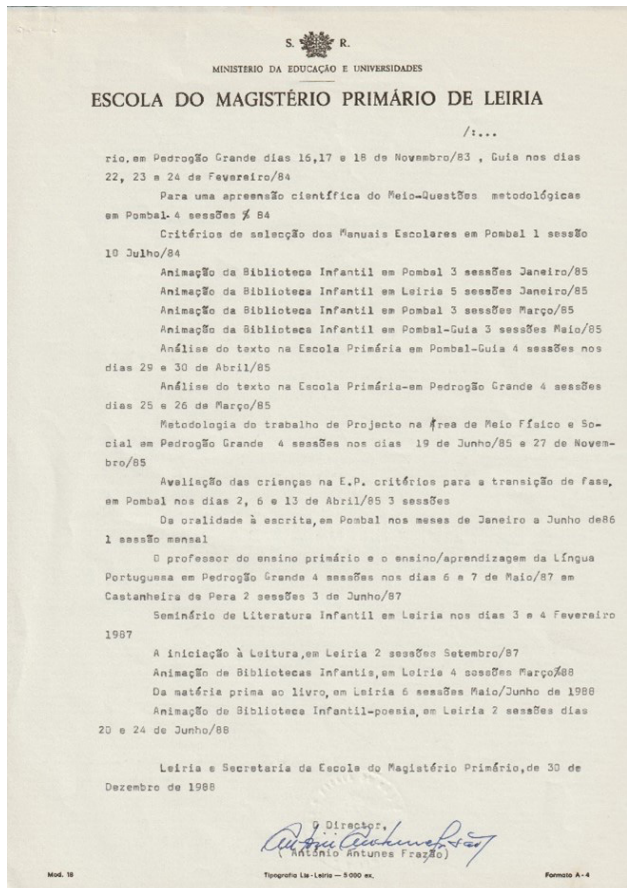 S. R.
MINISTÉRIO DA EDUCAÇÃO E UNIVERSIDADES
ESCOLA DO MAGISTÉRIO PRIMÁRIO DE LEIRIA
/:...
rio,em Pedrogão Grande dias 16,17 e 18 de Novembro/83 , Guia nos dias
22, 23 e 24 de Fevereiro/84
Para uma apreensão científica do Meio-Questões metodológicas
em Pombal- 4 sessões / 84
Critérios de selecção dos Manuais Escolares em Pombal 1 sessão
10 Julho/84
Animação da Biblioteca Infantil em Pombal 3 sessões Janeiro/85
Animação da Biblioteca Infantil em Leiria 5 sessões Janeiro/85
Animação da Biblioteca Infantil em Pombal 3 sessões Março/85
Animação da Biblioteca Infantil em Pombal-Guia 3 sessões Maio/85
Análise do texto na Escola Primária em Pombal-Guia 4 sessões nos
dias 29 e 30 de Abril/85
Análise do texto na Escola Primária-em Pedrogão Grande 4 sessões
dias 25 e 26 de Março/85
Metodologia do trabalho de Projecto na Área de Meio Físico e So-
cial em Pedrogão Grande 4 sessões nos dias 19 de Junho/85 e 27 de Novem-
bro/85
Avaliação das crianças na E.P. critérios para a transição de fase,
em Pombal nos dias 2, 6 e 13 de Abril/85 3 sessões
Da oralidade à escrita,em Pombal nos meses de Janeiro a Junho de86
1 sessão mensal
O professor do ensino primário e o ensino/aprendizagem da Língua
Portuguesa em Pedrogão Grande 4 sessões nos dias 6 e 7 de Maio/87 em
Castanheira de Pera 2 sessões 3 de Junho/87
Seminário de Literatura Infantil em Leiria nos dias 3 e 4 Fevereiro
1987
A iniciação à Leitura,em Leiria 2 sessões Setembro/87
Animação de Bibliotecas Infantis,em Leiria 4 sessões Março/88
Da matéria prima ao livro,em Leiria 6 sessões Maio/Junho de 1988
Animação de Biblioteca Infantil-poesia,em Leiria 2 sessões dias
20 e 24 de Junho/88
Leiria e Secretaria da Escola do Magistério Primário,de 30 de
Dezembro de 1988
O Director,
(António Antunes Frazão)
Mod. 18 Tipografia Lis-Leiria — 5 000 ex. Formato A-4